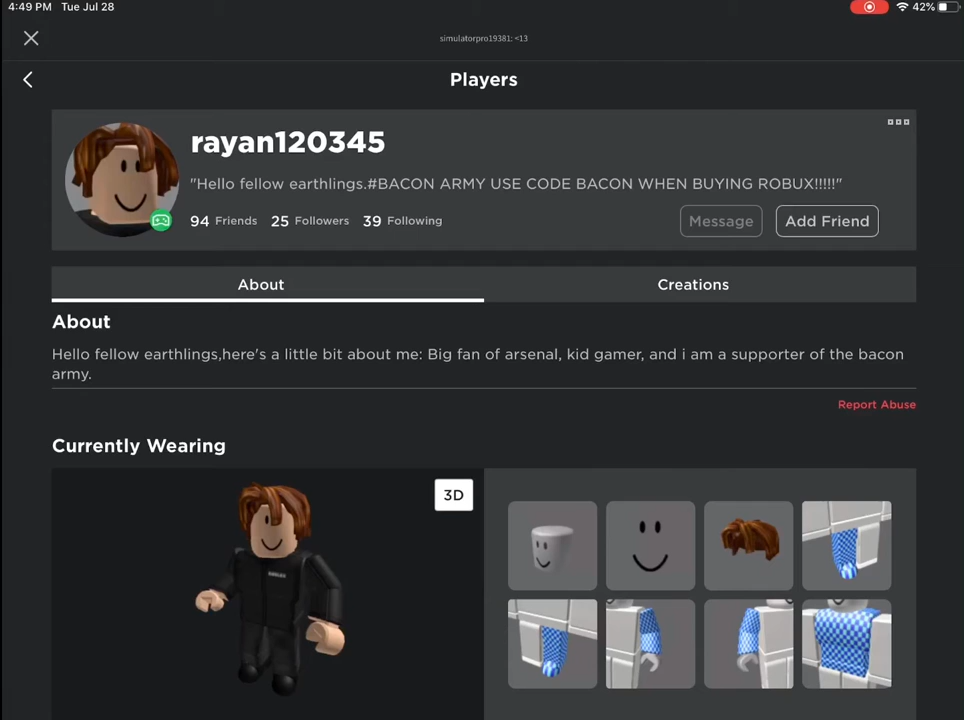 4:49 PM Tue Jul 28
42%
simulatorpro19381: <13
Players
rayan120345
"Hello fellow earthlings.#BACON ARMY USE CODE BACON WHEN BUYING ROBUX!!!!!"
94 Friends 25 Followers 39 Following
Message
Add Friend
About
Creations
About
Hello fellow earthlings,here's a little bit about me: Big fan of arsenal, kid gamer, and i am a supporter of the bacon
army.
Report Abuse
Currently Wearing
3D